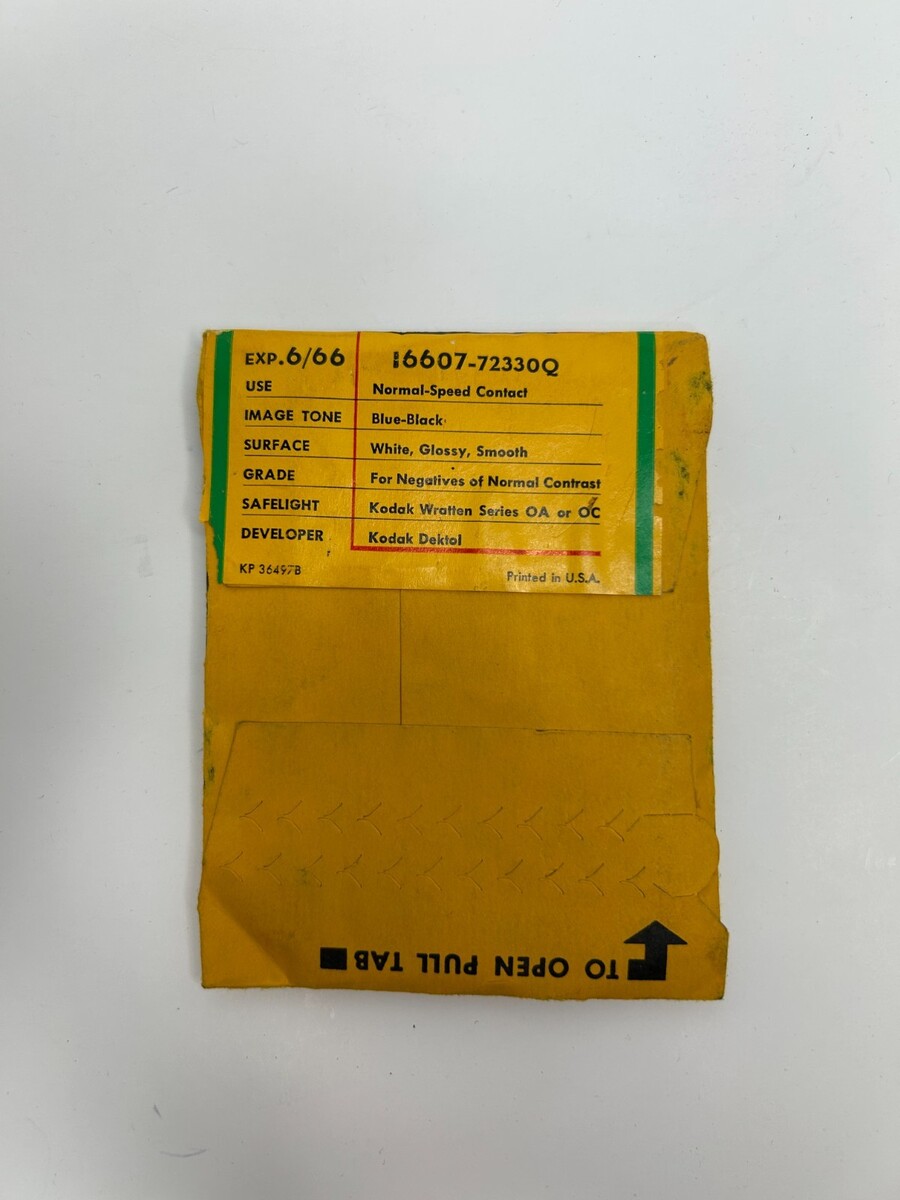 EXP.6/66 16607-72330Q
USE Normal-Speed Contact
IMAGE TONE Blue-Black
SURFACE White, Glossy, Smooth
GRADE For Negatives of Normal Contrast
SAFELIGHT Kodak Wratten Series OA or OC
DEVELOPER Kodak Dektol
KP 36497B Printed in U.S.A.
TO OPEN PULL TAB